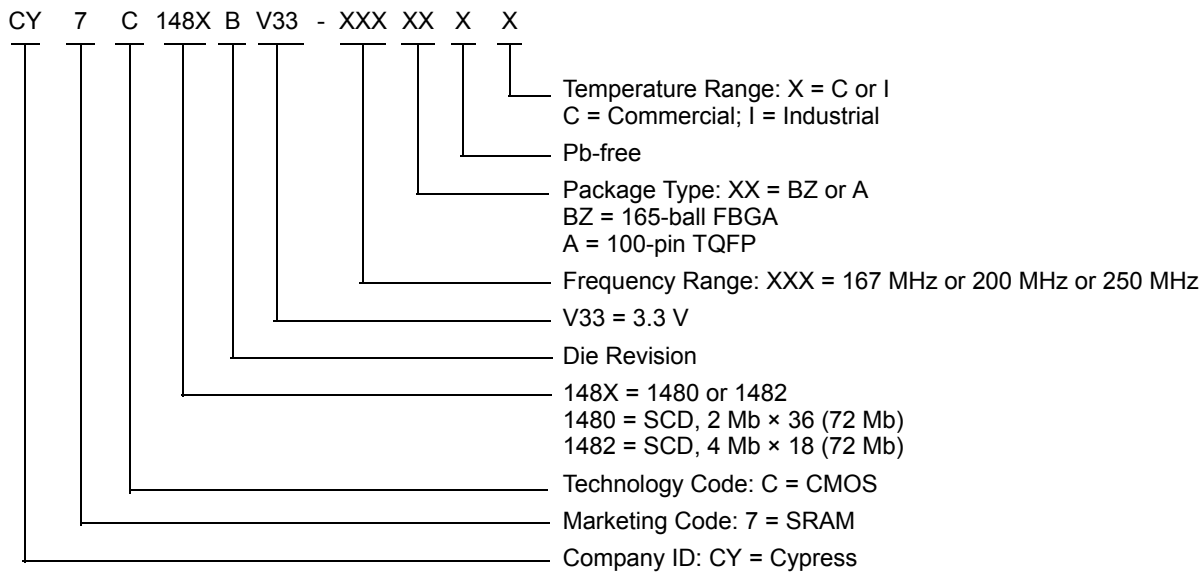 CY 7 C 148X B V33 - XXX XX X X
Temperature Range: X = C or I
C = Commercial; I = Industrial
Pb-free
Package Type: XX = BZ or A
BZ = 165-ball FBGA
A = 100-pin TQFP
Frequency Range: XXX = 167 MHz or 200 MHz or 250 MHz
V33 = 3.3 V
Die Revision
148X = 1480 or 1482
1480 = SCD, 2 Mb × 36 (72 Mb)
1482 = SCD, 4 Mb × 18 (72 Mb)
Technology Code: C = CMOS
Marketing Code: 7 = SRAM
Company ID: CY = Cypress